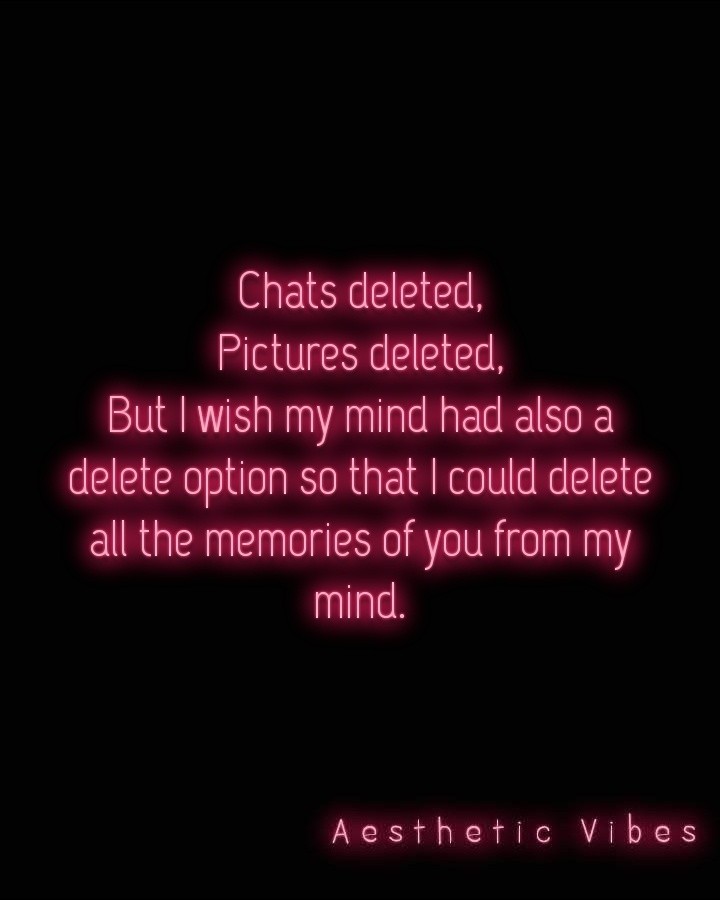 Chats deleted,
Pictures deleted,
But I wish my mind had also a
delete option so that I could delete
all the memories of you from my
mind.
Aesthetic Vibes